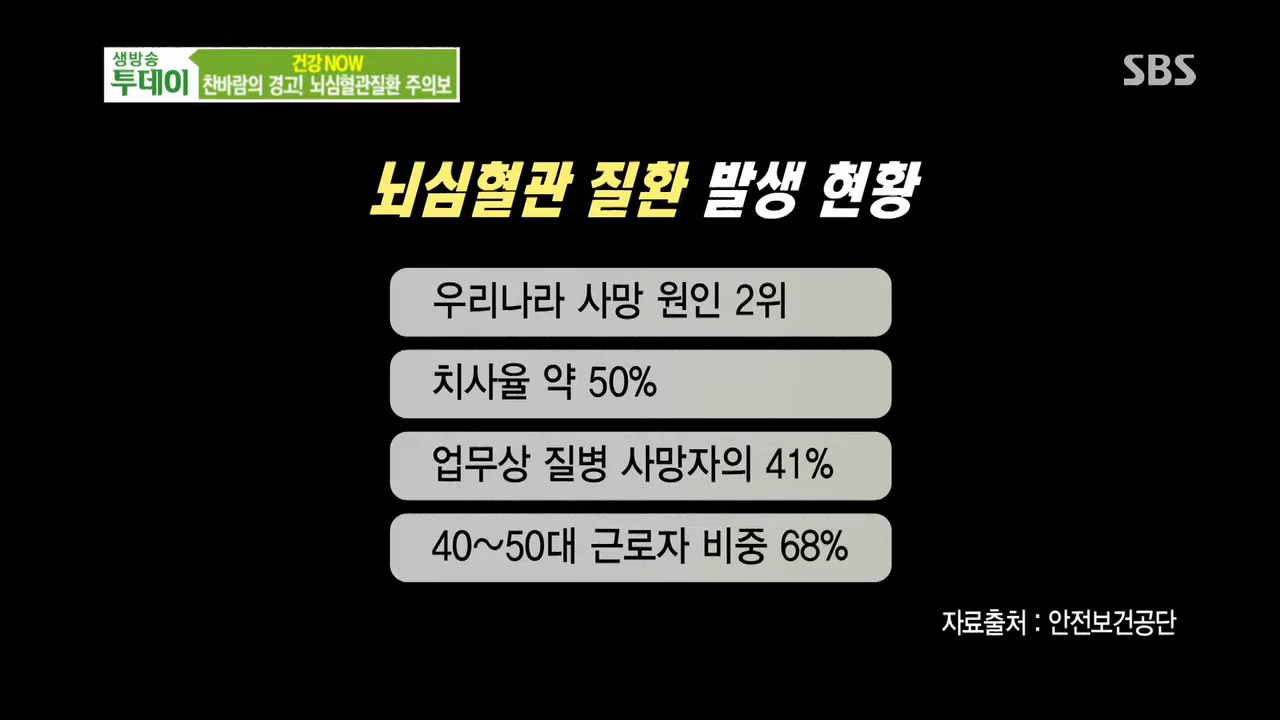 생방송
투데이
건강 NOW
찬바람의 경고! 뇌심혈관질환 주의보
SBS
뇌심혈관 질환 발생 현황
우리나라 사망 원인 2위
치사율 약 50%
업무상 질병 사망자의 41%
40~50대 근로자 비중 68%
자료출처 : 안전보건공단